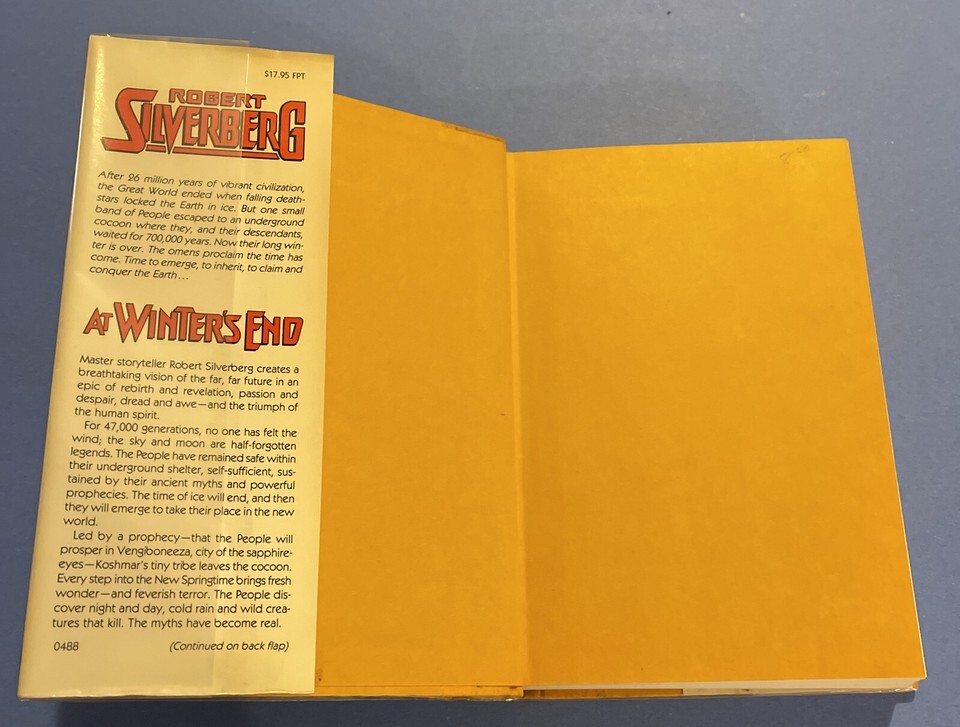 $17.95 FPT
ROBERT
SILVERBERG
After 26 million years of vibrant civilization,
the Great World ended when falling death-
stars locked the Earth in ice. But one small
band of People escaped to an underground
cocoon where they, and their descendants,
waited for 700,000 years. Now their long win-
ter is over. The omens proclaim the time has
come. Time to emerge, to inherit, to claim and
conquer the Earth...
AT WINTER'S END
Master storyteller Robert Silverberg creates a
breathtaking vision of the far, far future in an
epic of rebirth and revelation, passion and
despair, dread and awe—and the triumph of
the human spirit.
For 47,000 generations, no one has felt the
wind; the sky and moon are half-forgotten
legends. The People have remained safe within
their underground shelter, self-sufficient, sus-
tained by their ancient myths and powerful
prophecies. The time of ice will end, and then
they will emerge to take their place in the new
world.
Led by a prophecy—that the People will
prosper in Vengiboneeza, city of the sapphire-
eyes—Koshmar's tiny tribe leaves the cocoon.
Every step into the New Springtime brings fresh
wonder—and feverish terror. The People dis-
cover night and day, cold rain and wild crea-
tures that kill. The myths have become real.
0488 (Continued on back flap)